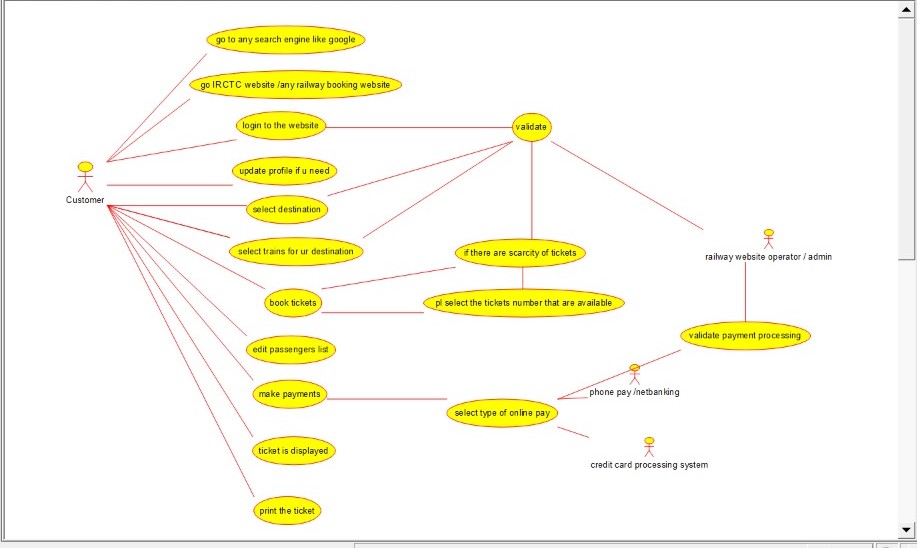 go to any search engine like google
go IRCTC website /any railway booking website
login to the website
validate
update profile if u need
Customer
select destination
select trains for ur destination
if there are scarcity of tickets
railway website operator / admin
book tickets
pl select the tickets number that are available
validate payment processing
edit passengers list
make payments
phone pay /netbanking
select type of online pay
ticket is displayed
credit card processing system
print the ticket